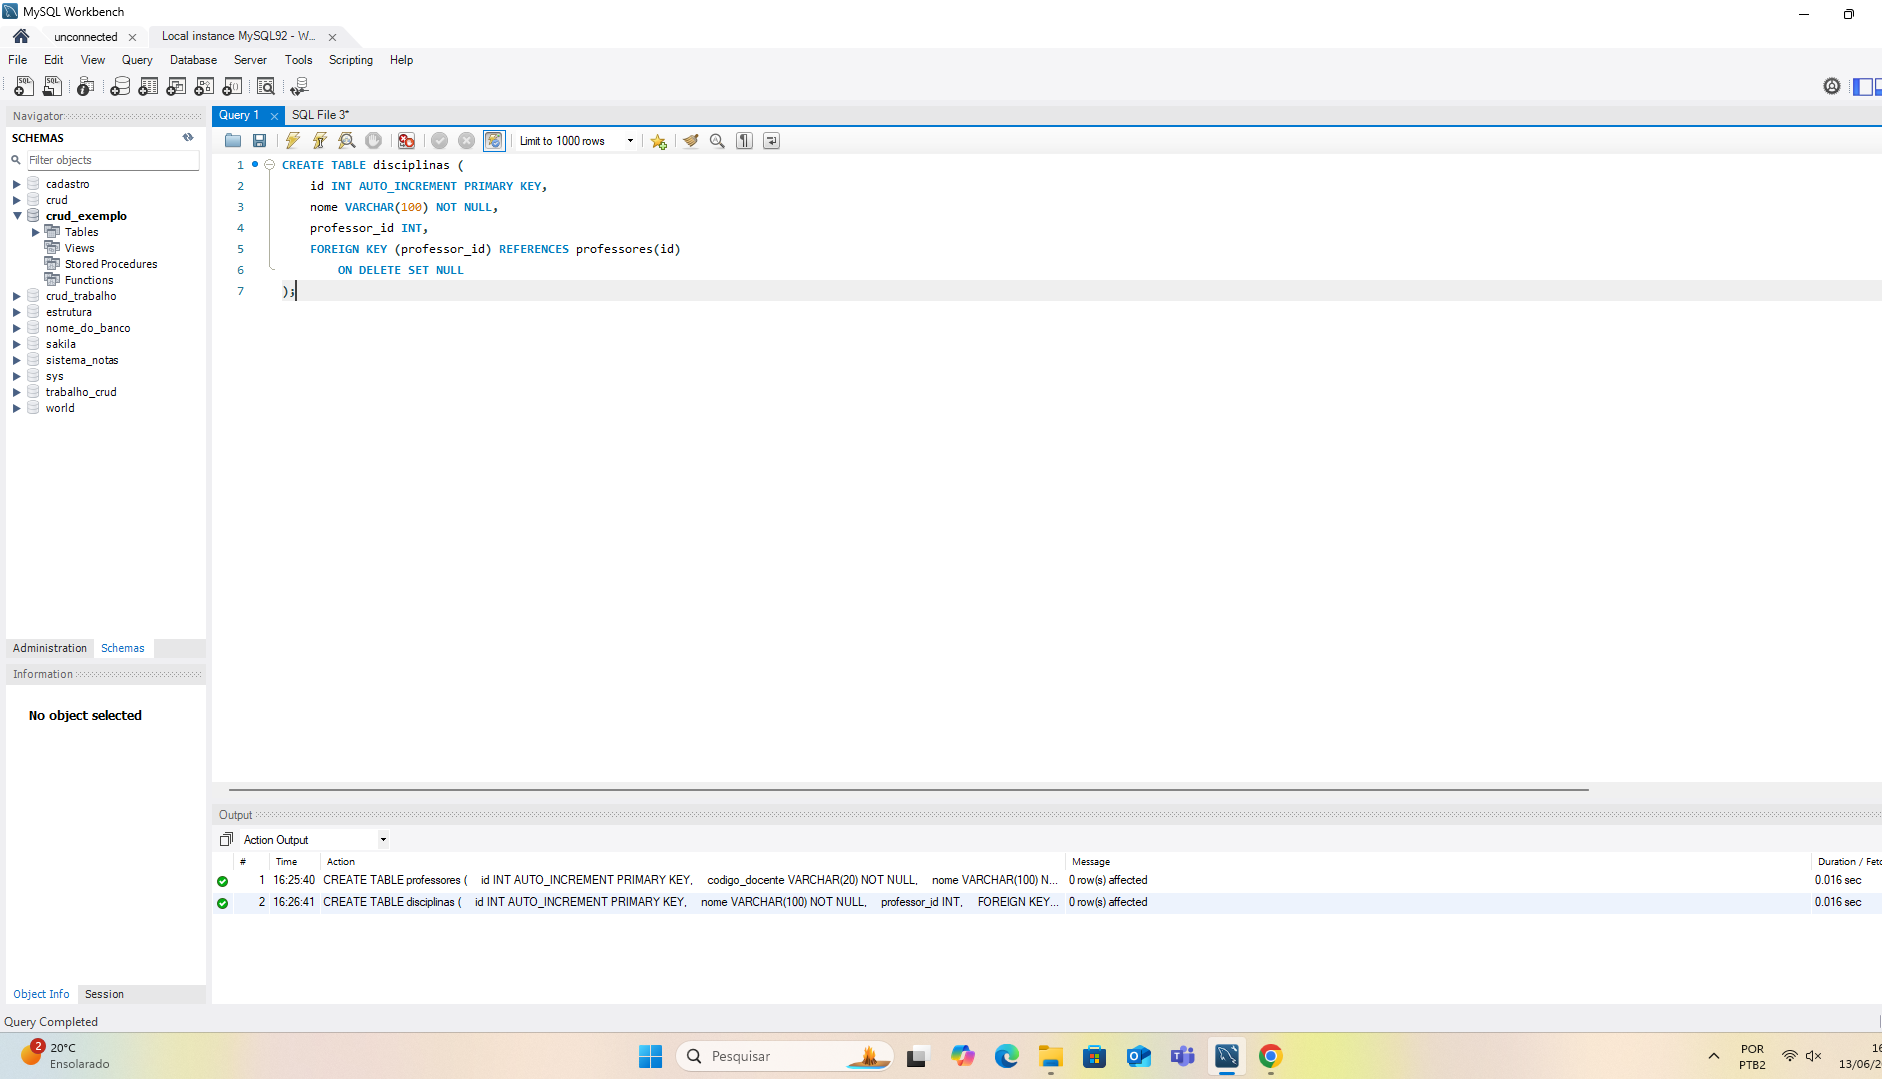 MySQL Workbench
unconnected
Local instance MySQL92 - W...
File Edit View Query Database Server Tools Scripting Help
Navigator
SCHEMAS
Filter objects
cadastro
crud
crud_exemplo
Tables
Views
Stored Procedures
Functions
crud_trabalho
estrutura
nome_do_banco
sakila
sistema_notas
sys
trabalho_crud
world
Administration Schemas
Information
No object selected
Object Info Session
Query 1 SQL File 3*
Limit to 1000 rows
1 CREATE TABLE disciplinas (
2 id INT AUTO_INCREMENT PRIMARY KEY,
3 nome VARCHAR(100) NOT NULL,
4 professor_id INT,
5 FOREIGN KEY (professor_id) REFERENCES professores(id)
6 ON DELETE SET NULL
7 );
Output
Action Output
# Time Action Message Duration / Fetc
1 16:25:40 CREATE TABLE professores ( id INT AUTO_INCREMENT PRIMARY KEY, codigo_docente VARCHAR(20) NOT NULL, nome VARCHAR(100) N... 0 row(s) affected 0.016 sec
2 16:26:41 CREATE TABLE disciplinas ( id INT AUTO_INCREMENT PRIMARY KEY, nome VARCHAR(100) NOT NULL, professor_id INT, FOREIGN KEY... 0 row(s) affected 0.016 sec
Query Completed
2
20°C
Ensolarado
Pesquisar
POR
PTB2
16
13/06/2